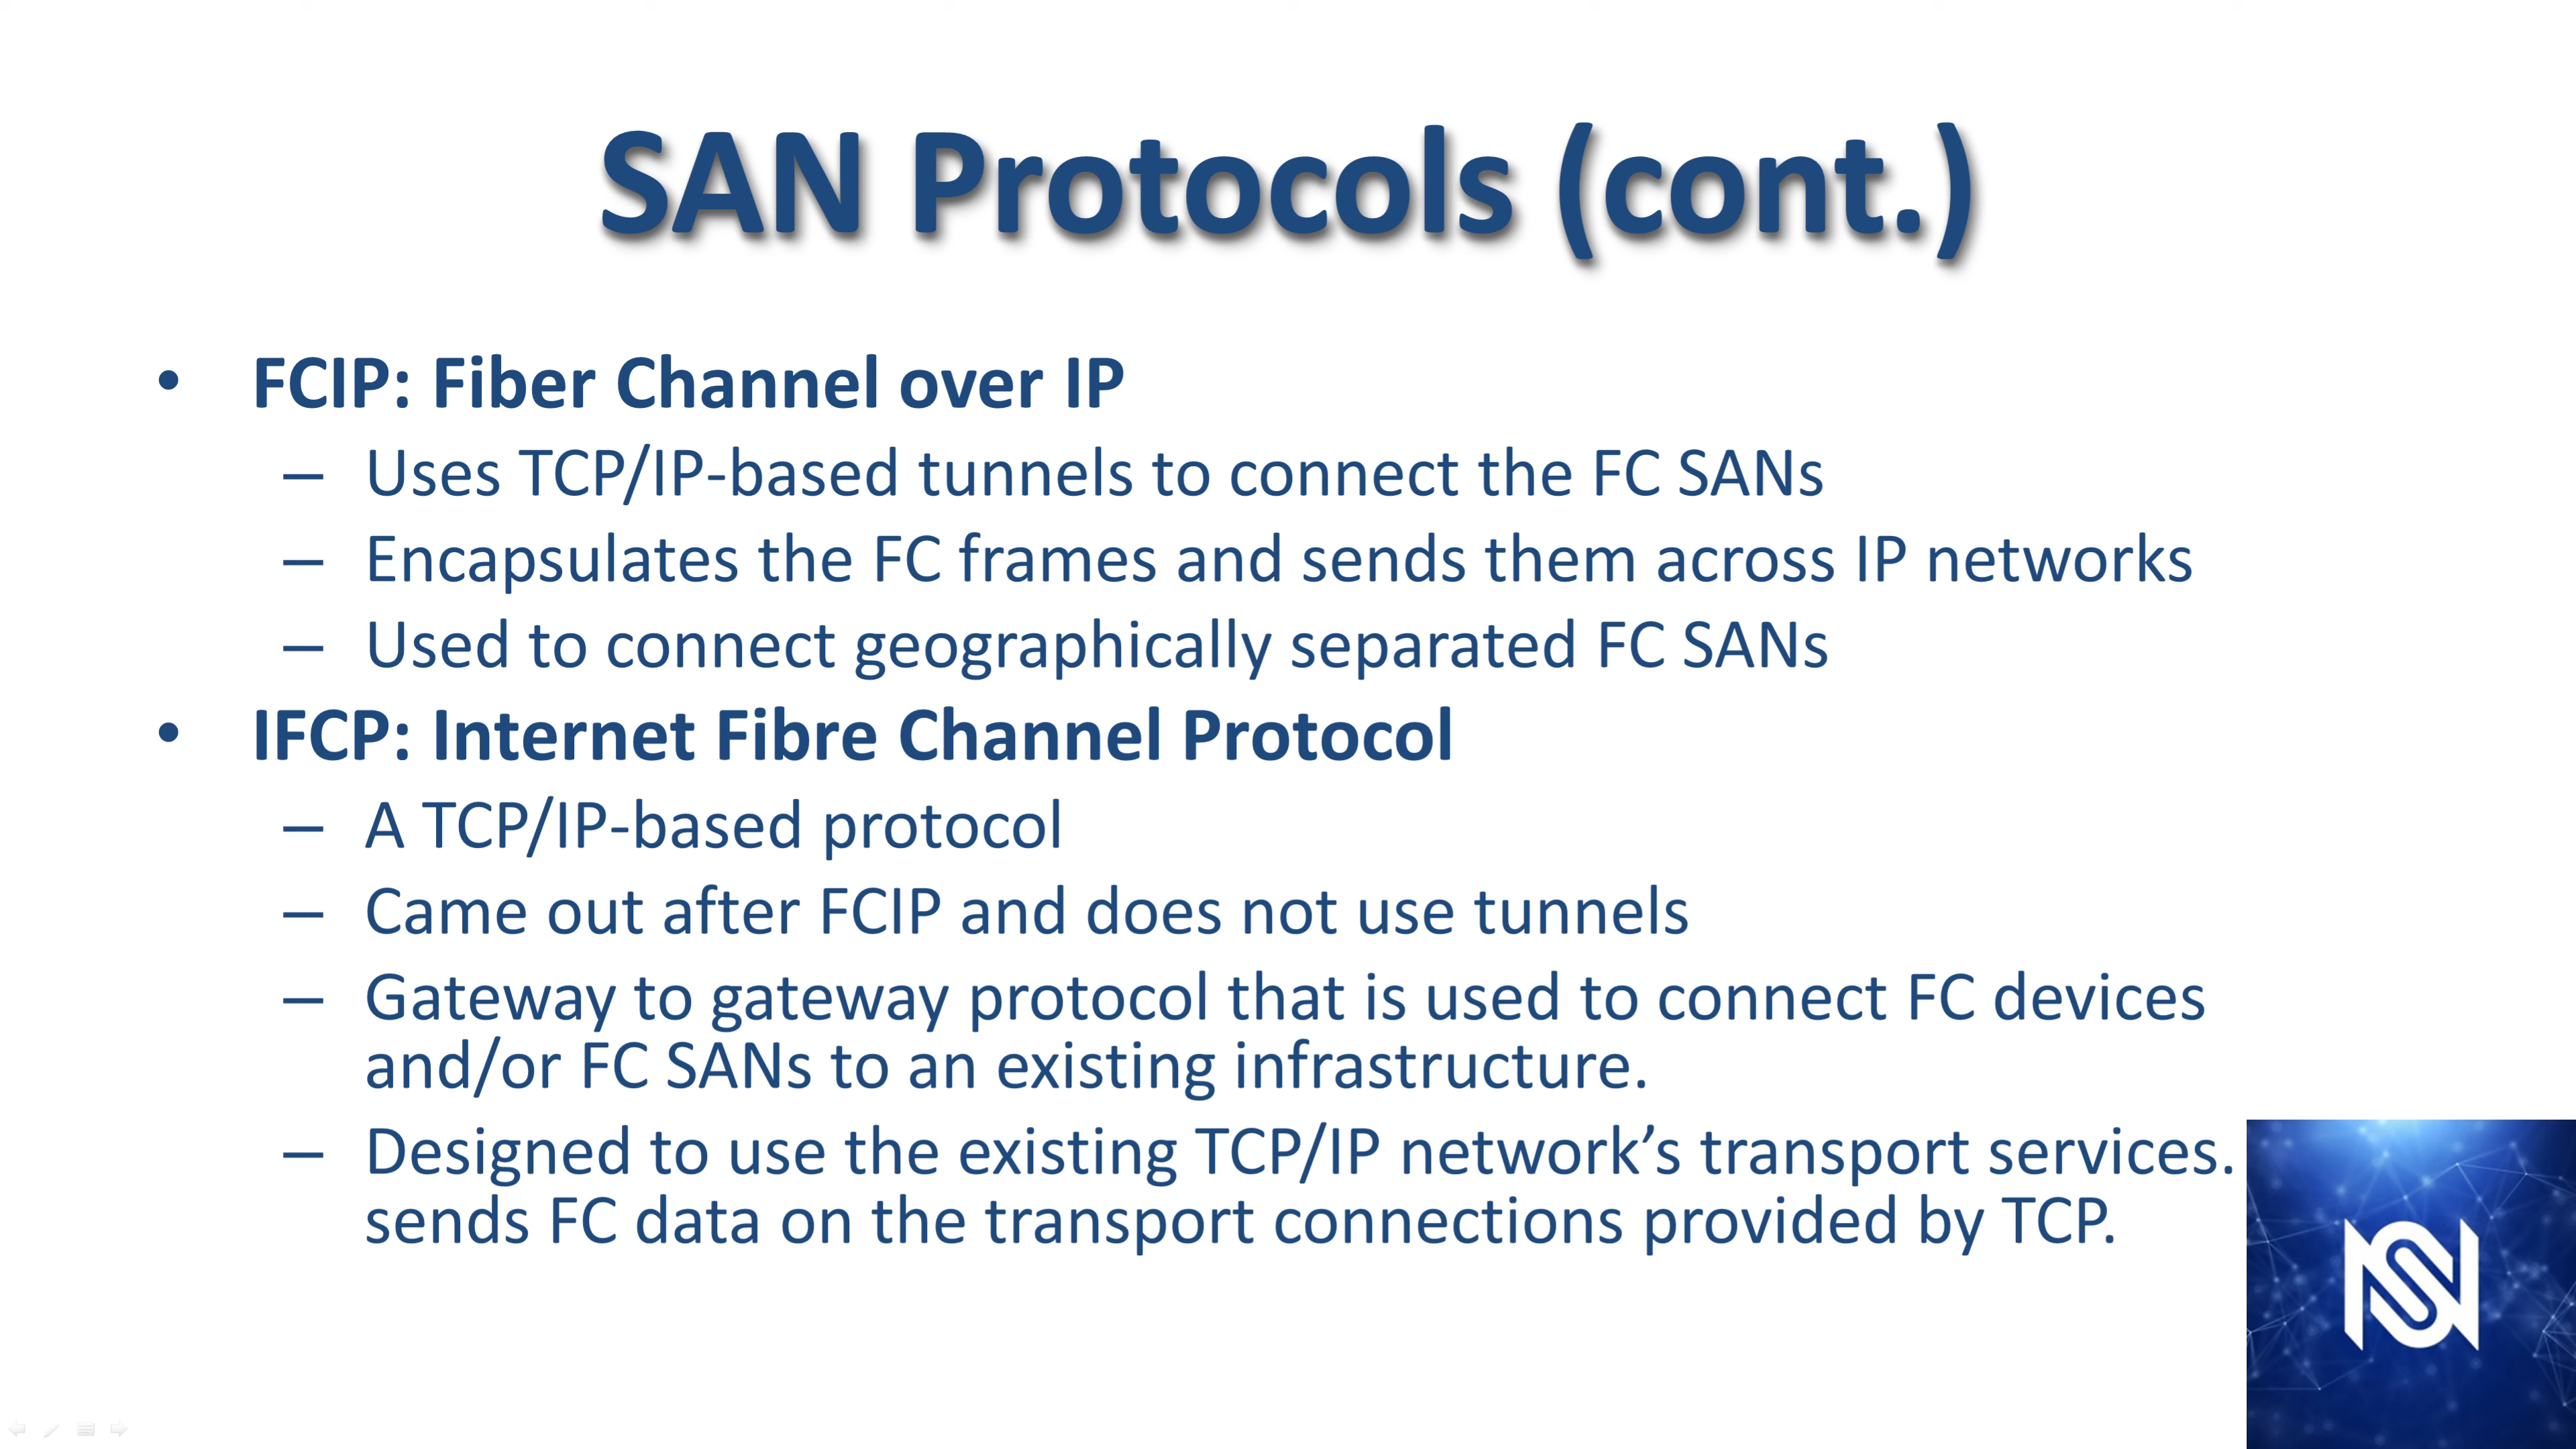 SAN Protocols (cont.)
• FCIP: Fiber Channel over IP
– Uses TCP/IP-based tunnels to connect the FC SANs
– Encapsulates the FC frames and sends them across IP networks
– Used to connect geographically separated FC SANs
• IFCP: Internet Fibre Channel Protocol
– A TCP/IP-based protocol
– Came out after FCIP and does not use tunnels
– Gateway to gateway protocol that is used to connect FC devices
and/or FC SANs to an existing infrastructure.
– Designed to use the existing TCP/IP network’s transport services.
sends FC data on the transport connections provided by TCP.